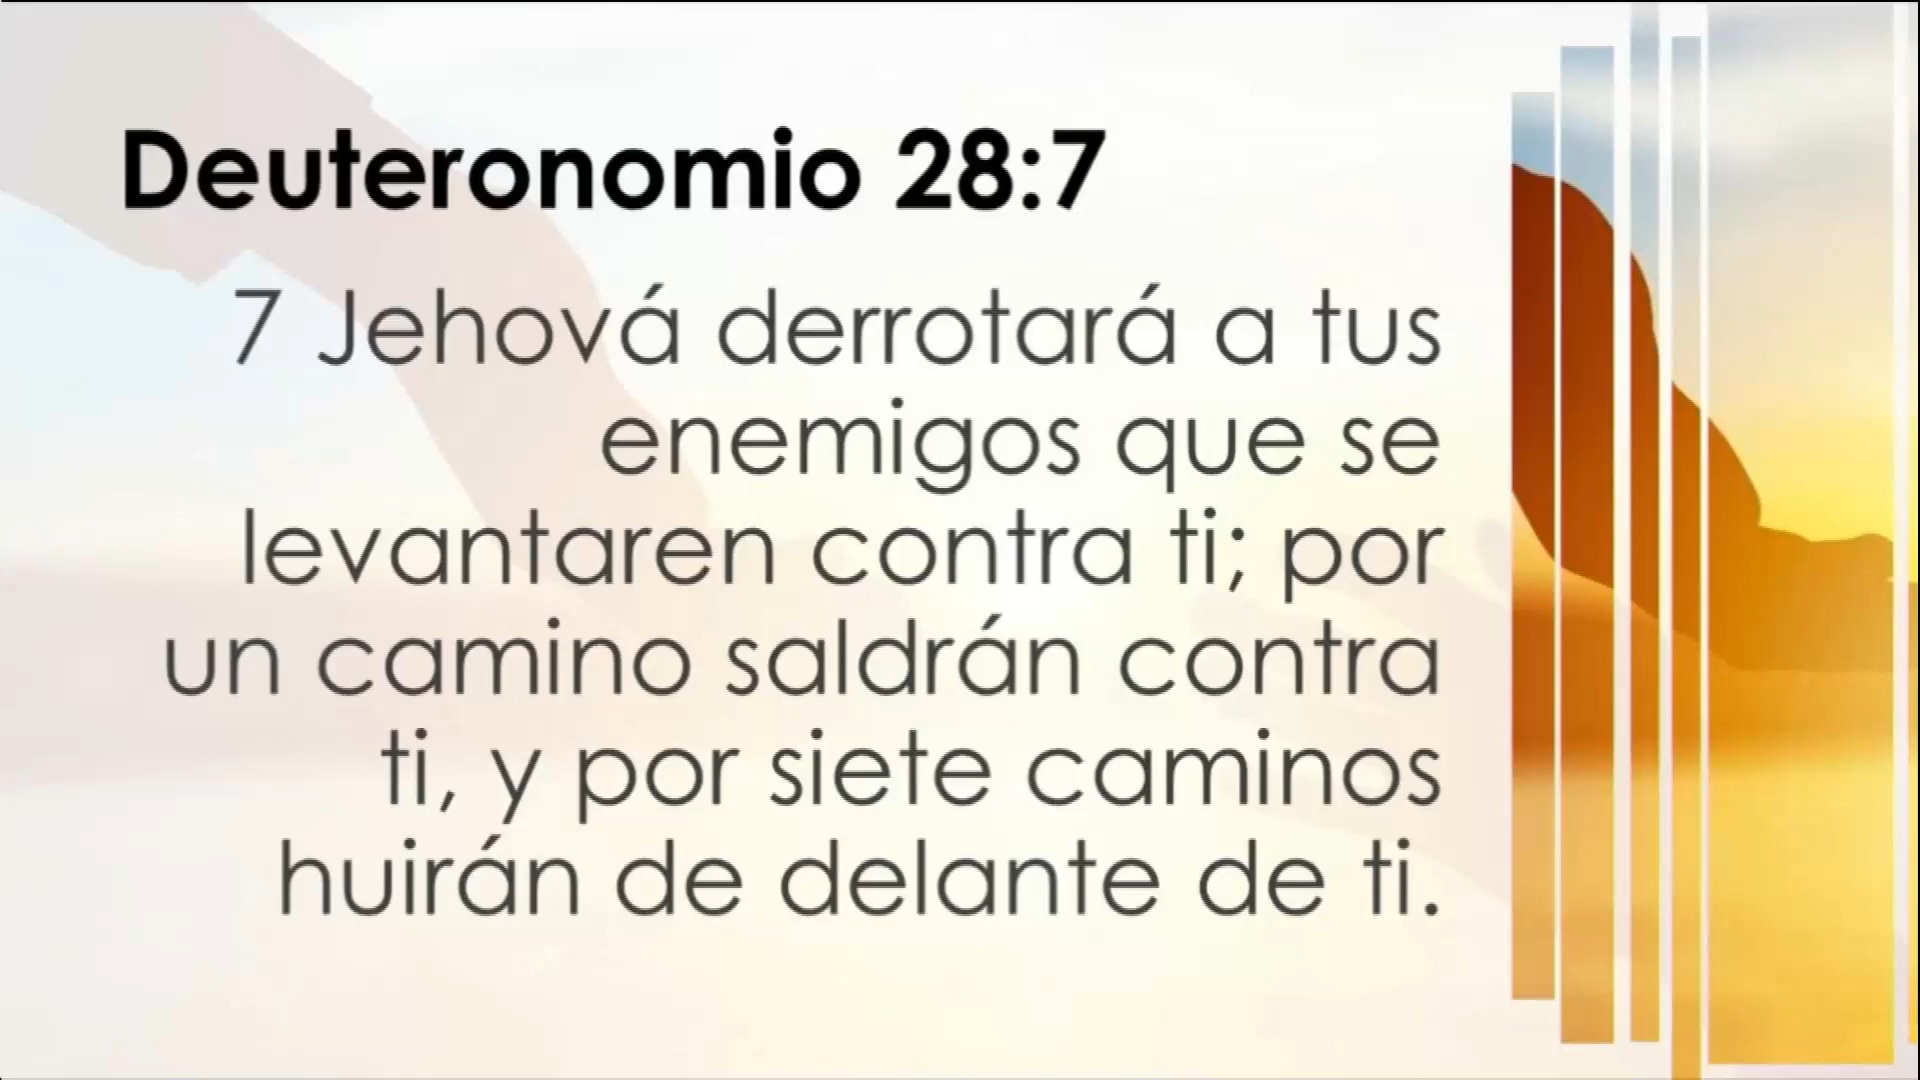 Deuteronomio 28:7
7 Jehová derrotará a tus
enemigos que se
levantaren contra ti; por
un camino saldrán contra
ti, y por siete caminos
huirán de delante de ti.